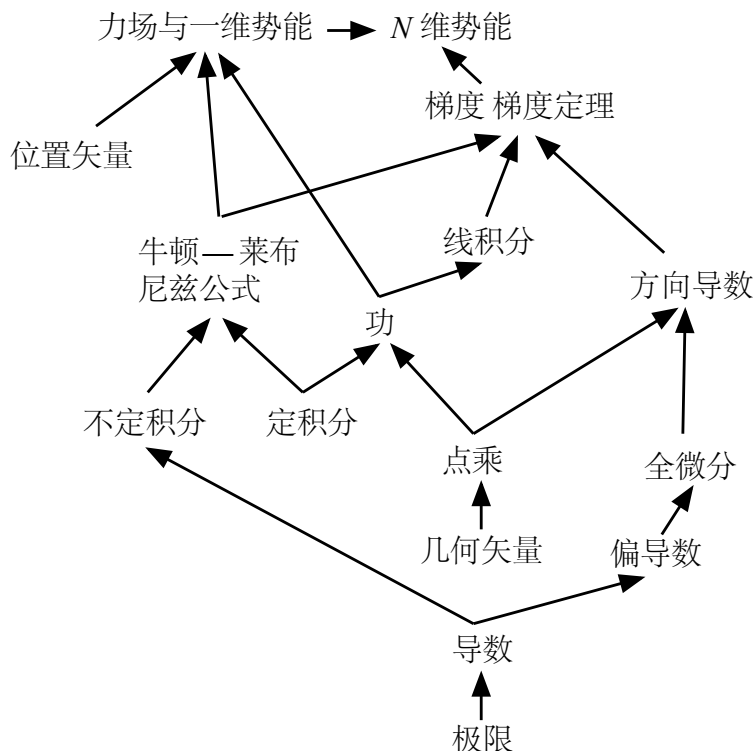 力场与一维势能
N 维势能
梯度 梯度定理
位置矢量
牛顿—莱布
尼兹公式
线积分
方向导数
功
不定积分
定积分
点乘
全微分
几何矢量
偏导数
导数
极限